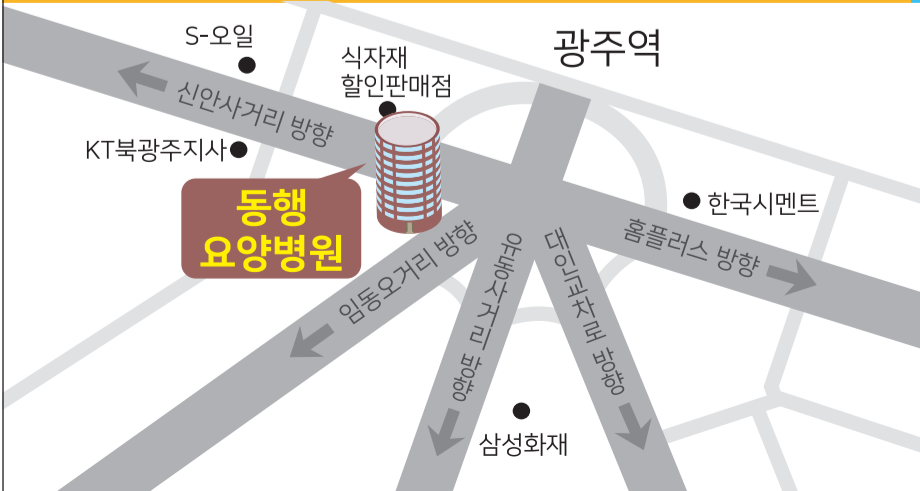 S-오일
식자재
할인판매점
광주역
신안사거리 방향
KT북광주지사
동행
요양병원
한국시멘트
홈플러스 방향
임동오거리 방향
유동사거리 방향
대인교차로 방향
삼성화재